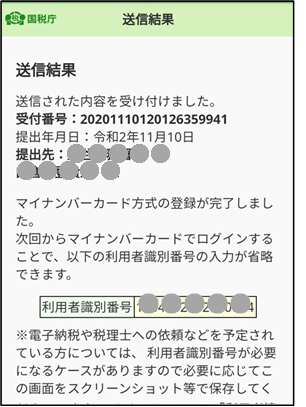 国税庁
送信結果
送信結果
送信された内容を受け付けました。
受付番号：20201110120126359941
提出年月日：令和2年11月10日
提出先：
マイナンバーカード方式の登録が完了しまし
た。
次回からマイナンバーカードでログインする
ことで、以下の利用者識別番号の入力が省略
できます。
利用者識別番号
※電子納税や税理士への依頼などを予定され
ている方については、利用者識別番号が必要
になるケースがありますので必要に応じてこ
の画面をスクリーンショット等で保存してく